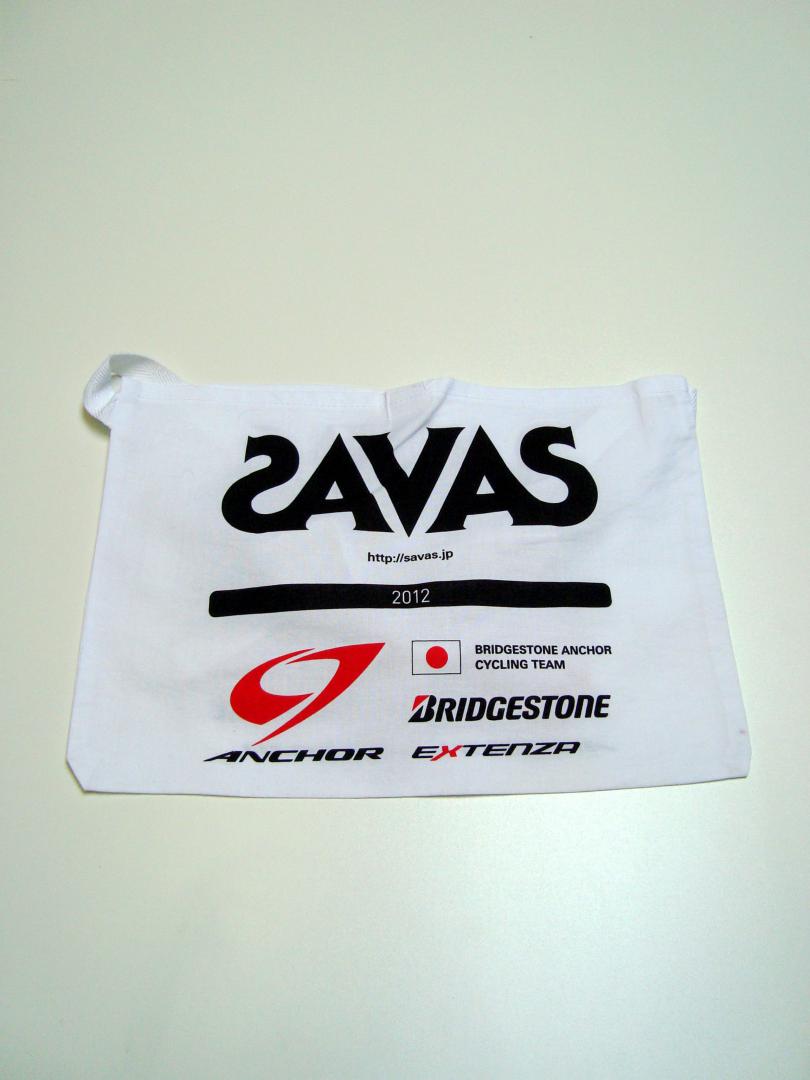 SAVAS
http://savas.jp
2012
BRIDGESTONE ANCHOR
CYCLING TEAM
BRIDGESTONE
ANCHOR
EXTENZA